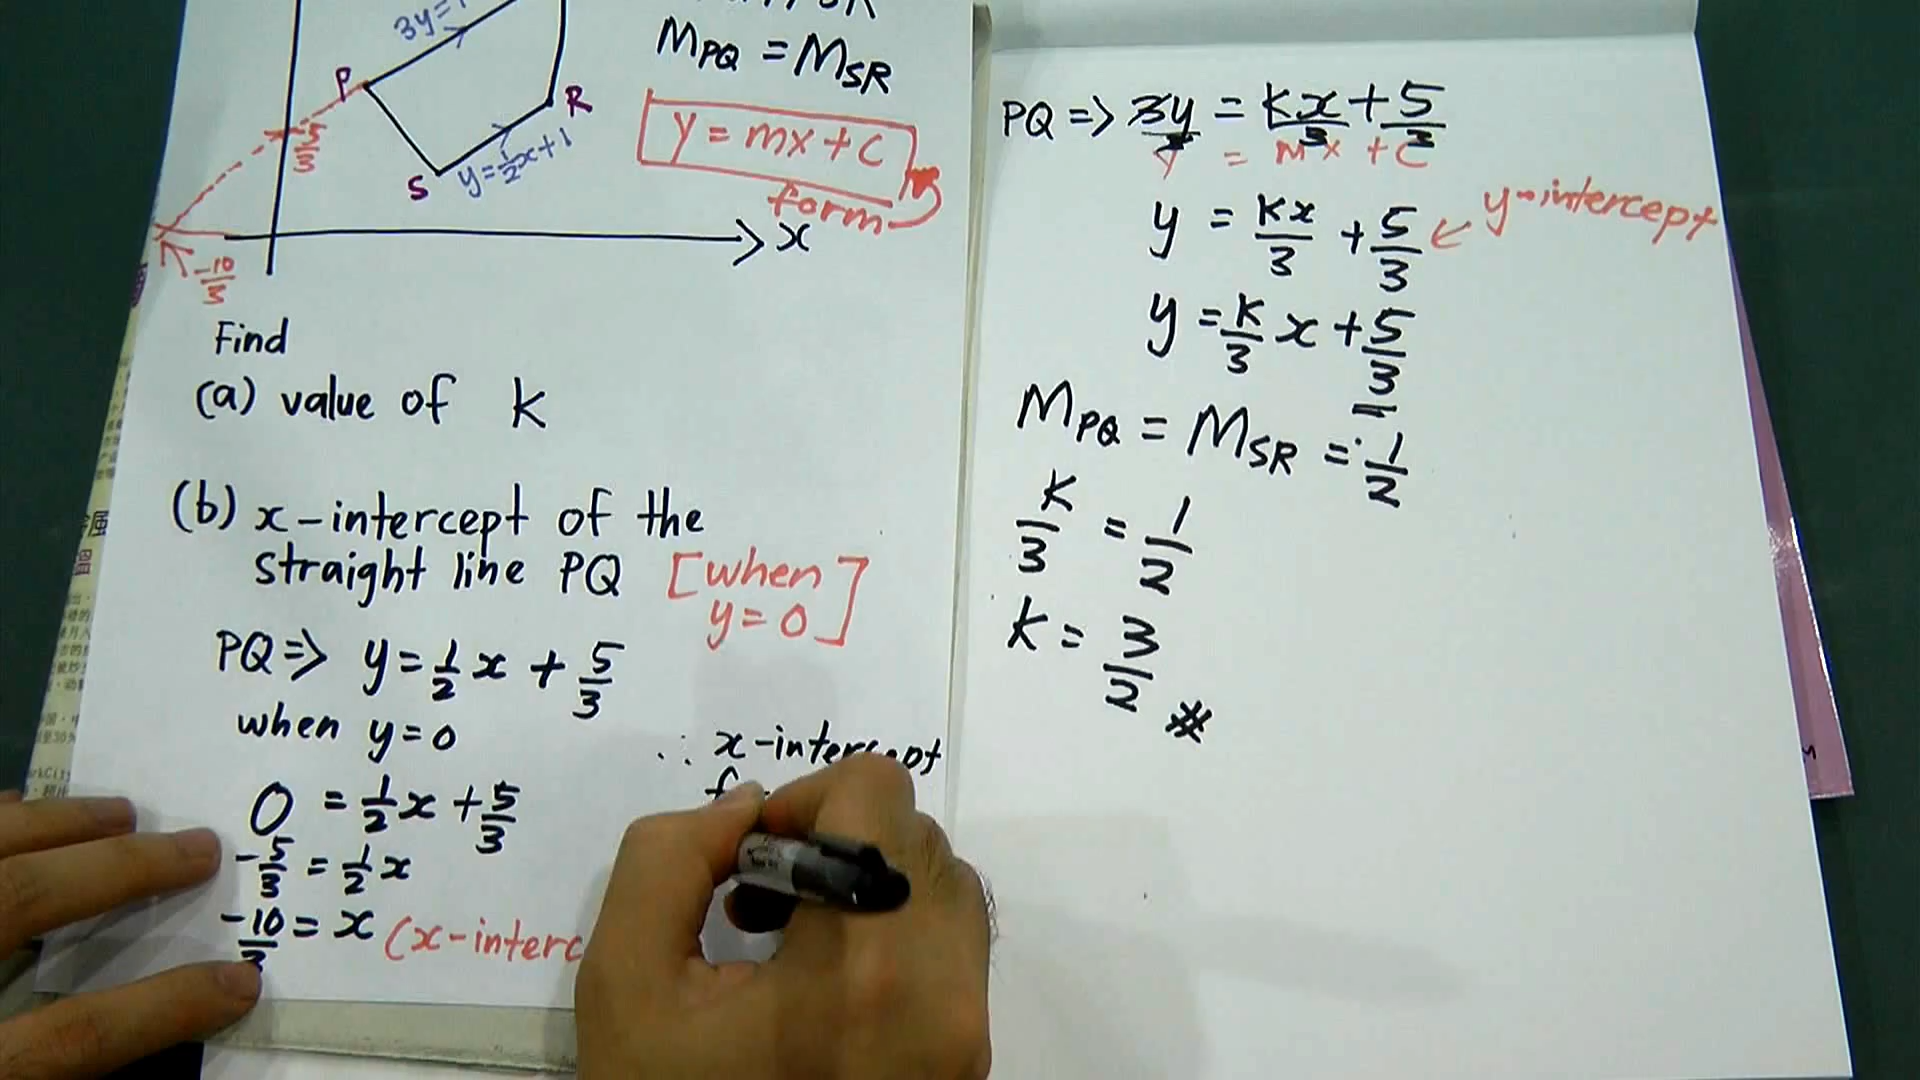 3y=
M_PQ = M_SR
P
R
-5/3
S
y=1/2x+1
y = mx + c
form
x
-10/3
Find
(a) value of k
(b) x-intercept of the
straight line PQ
[when
y=0]
PQ => y = 1/2 x + 5/3
when y=0
0 = 1/2 x + 5/3
-5/3 = 1/2 x
-10/3 = x (x-interc
∴ x-intercept
f
PQ => 3y/3 = kx/3 + 5/3
Y = mx + c
y = kx/3 + 5/3
y-intercept
y = k/3 x + 5/3
M_PQ = M_SR = 1/2
k/3 = 1/2
k = 3/2